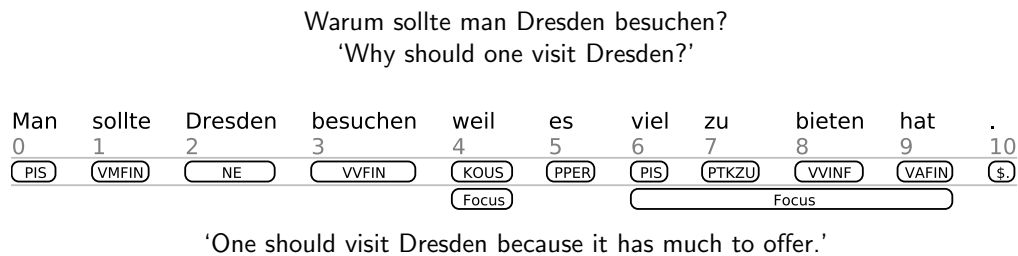 Warum sollte man Dresden besuchen?
‘Why should one visit Dresden?’
Man sollte Dresden besuchen weil es viel zu bieten hat .
0 1 2 3 4 5 6 7 8 9 10
PIS VMFIN NE VVFIN KOUS PPER PIS PTKZU VVINF VAFIN $.
Focus Focus
‘One should visit Dresden because it has much to offer.’